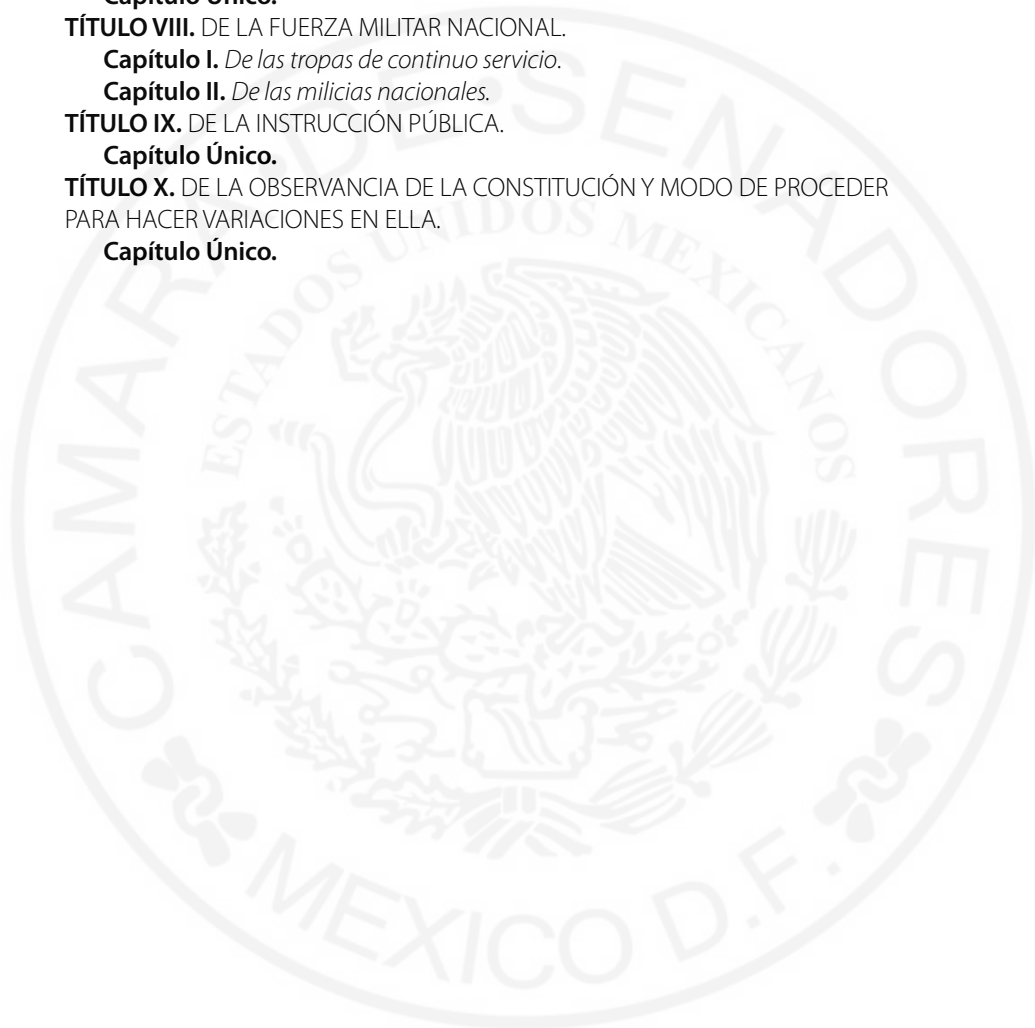 Capítulo Único.
TÍTULO VIII. DE LA FUERZA MILITAR NACIONAL.
Capítulo I. De las tropas de continuo servicio.
Capítulo II. De las milicias nacionales.
TÍTULO IX. DE LA INSTRUCCIÓN PÚBLICA.
Capítulo Único.
TÍTULO X. DE LA OBSERVANCIA DE LA CONSTITUCIÓN Y MODO DE PROCEDER
PARA HACER VARIACIONES EN ELLA.
Capítulo Único.
CAMARA DE SENADORES
ESTADOS UNIDOS MEXICANOS
MEXICO D.F.